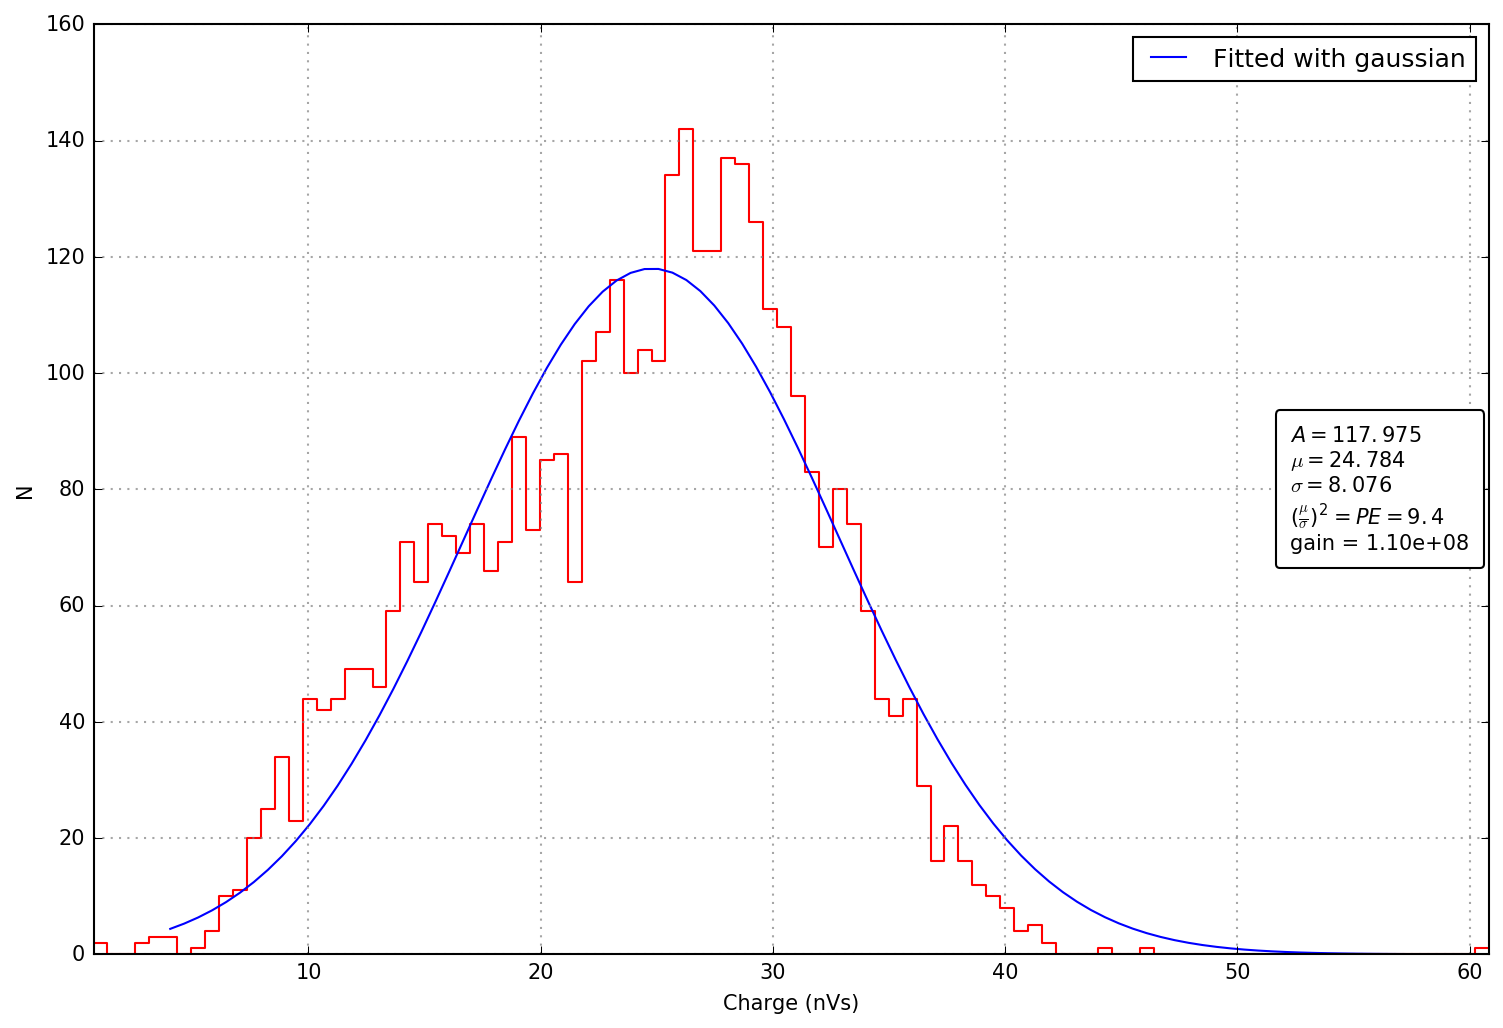 160
140
120
100
80
60
40
20
0
N
10 20 30 40 50 60
Charge (nVs)
Fitted with gaussian
A = 117.975
μ = 24.784
σ = 8.076
(μ/σ)² = PE = 9.4
gain = 1.10e+08